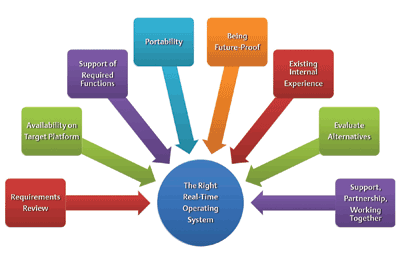 Requirements
Review
Availability on
Target Platform
Support of
Required
Functions
Portability
Being
Future-Proof
Existing
Internal
Experience
Evaluate
Alternatives
Support,
Partnership,
Working
Together
The Right
Real-Time
Operating
System